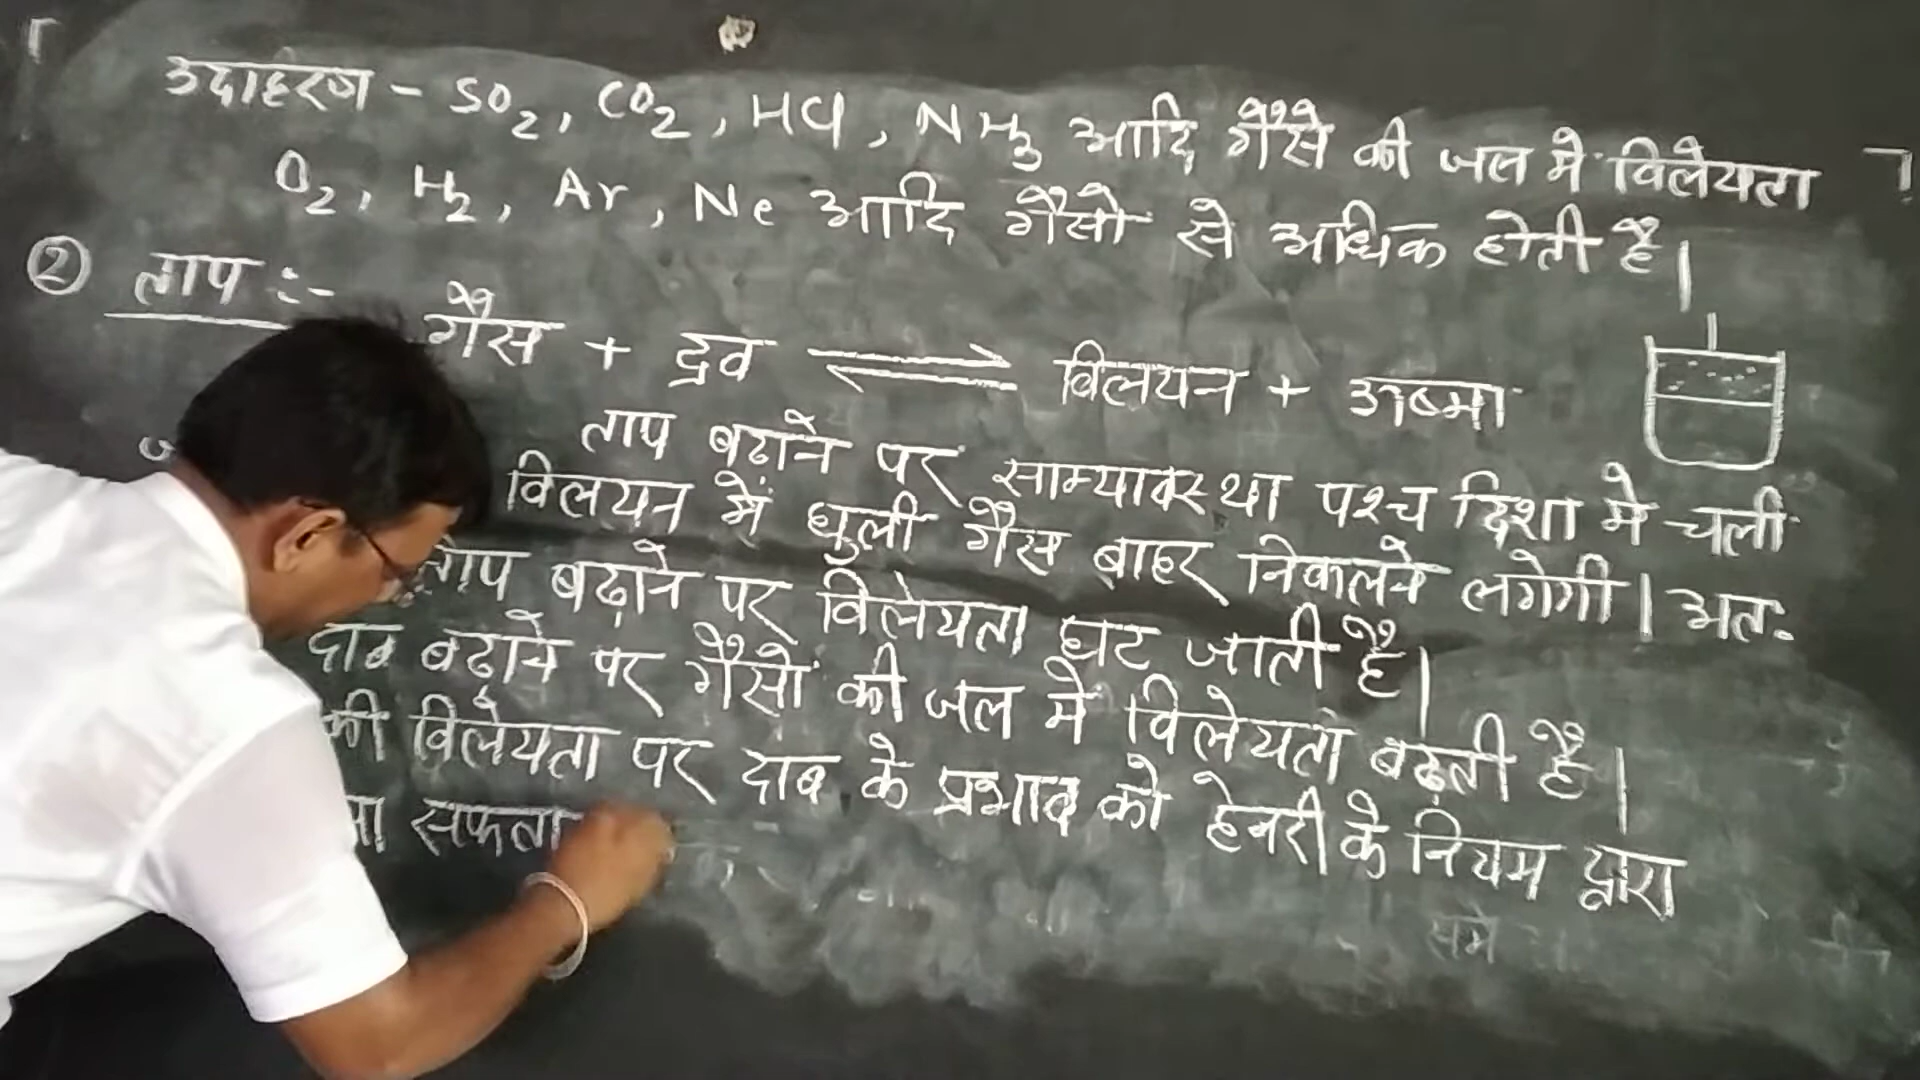 उदाहरण - SO2, CO2, HCl, NH3 आदि गैसे की जल मे विलेयता
O2, H2, Ar, Ne आदि गैसो से अधिक होती है।
② ताप :-
गैस + द्रव ⇌ विलयन + ऊष्मा
ताप बढाने पर साम्यावस्था पश्च दिशा मे चली
विलयन में घुली गैस बाहर निकलने लगेगी। अतः
ताप बढ़ाने पर विलेयता घट जाती है।
दाब बढ़ाने पर गैसों की जल में विलेयता बढ़ती है।
की विलेयता पर दाब के प्रभाव को हेनरी के नियम द्वारा